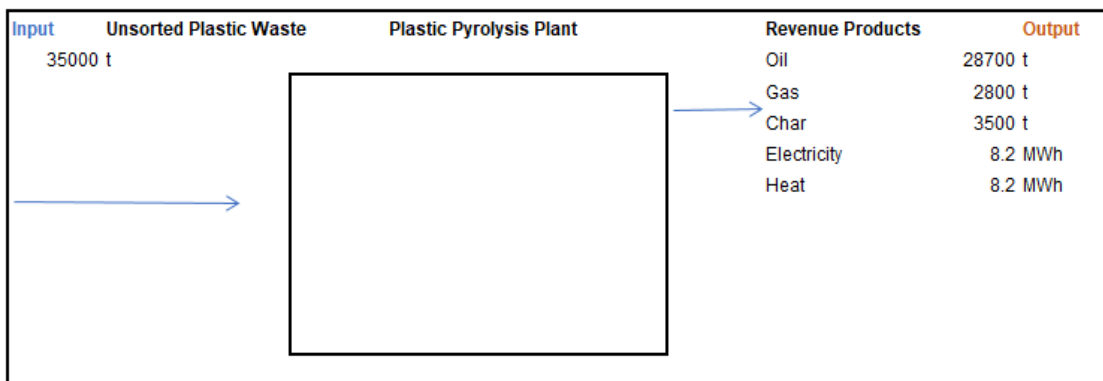 Input Unsorted Plastic Waste Plastic Pyrolysis Plant Revenue Products Output
35000 t Oil 28700 t
Gas 2800 t
Char 3500 t
Electricity 8.2 MWh
Heat 8.2 MWh